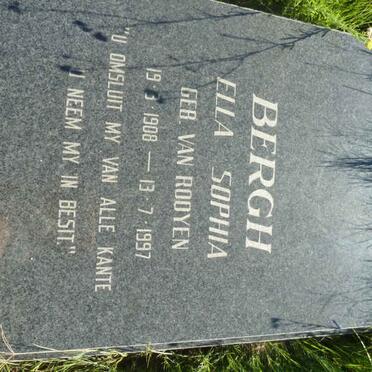 BERGH
ELLA SOPHIA
GEB VAN ROOYEN
19·3·1908 — 13·7·1997
"U OMSLUIT MY VAN ALLE KANTE
U NEEM MY IN BESIT."